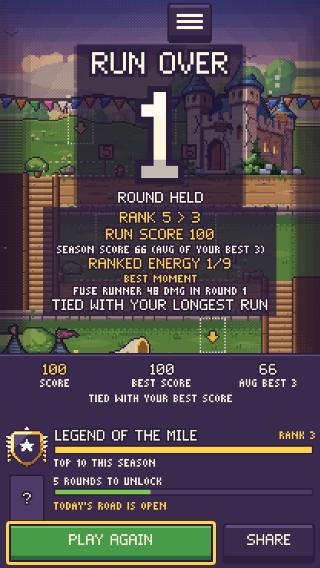 RUN OVER
1
ROUND HELD
RANK 5 > 3
RUN SCORE 100
SEASON SCORE 66 (AVG OF YOUR BEST 3)
RANKED ENERGY 1/9
BEST MOMENT
FUSE RUNNER 48 DMG IN ROUND 1
TIED WITH YOUR LONGEST RUN
100 100 66
SCORE BEST SCORE AVG BEST 3
TIED WITH YOUR BEST SCORE
LEGEND OF THE MILE RANK 3
TOP 10 THIS SEASON
5 ROUNDS TO UNLOCK
?
TODAY'S ROAD IS OPEN
PLAY AGAIN SHARE